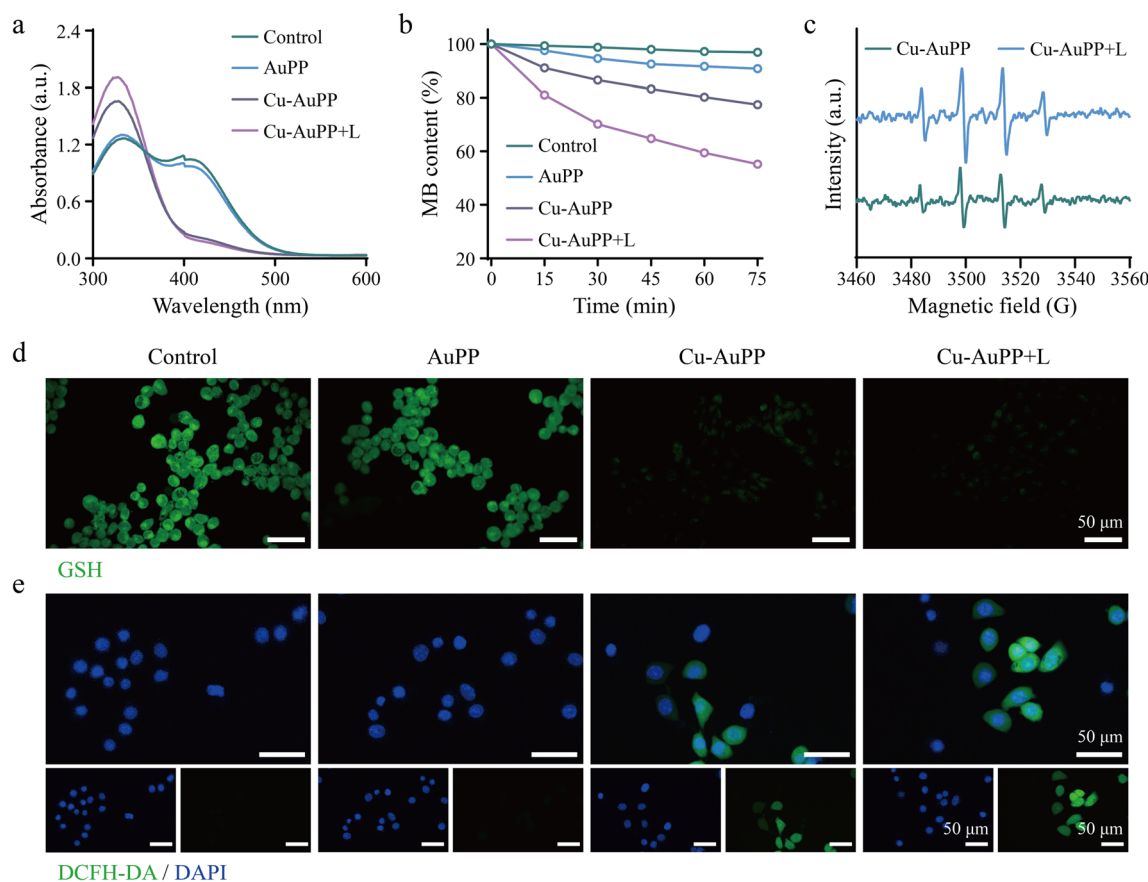 a
2.4
1.8
1.2
0.6
0.0
Absorbance (a.u.)
300
400
500
600
Wavelength (nm)
Control
AuPP
Cu-AuPP
Cu-AuPP+L
b
100
80
60
40
20
MB content (%)
0
15
30
45
60
75
Time (min)
Control
AuPP
Cu-AuPP
Cu-AuPP+L
c
Cu-AuPP
Cu-AuPP+L
Intensity (a.u.)
3460
3480
3500
3520
3540
3560
Magnetic field (G)
d
Control
AuPP
Cu-AuPP
Cu-AuPP+L
50 μm
GSH
e
50 μm
50 μm
50 μm
DCFH-DA / DAPI